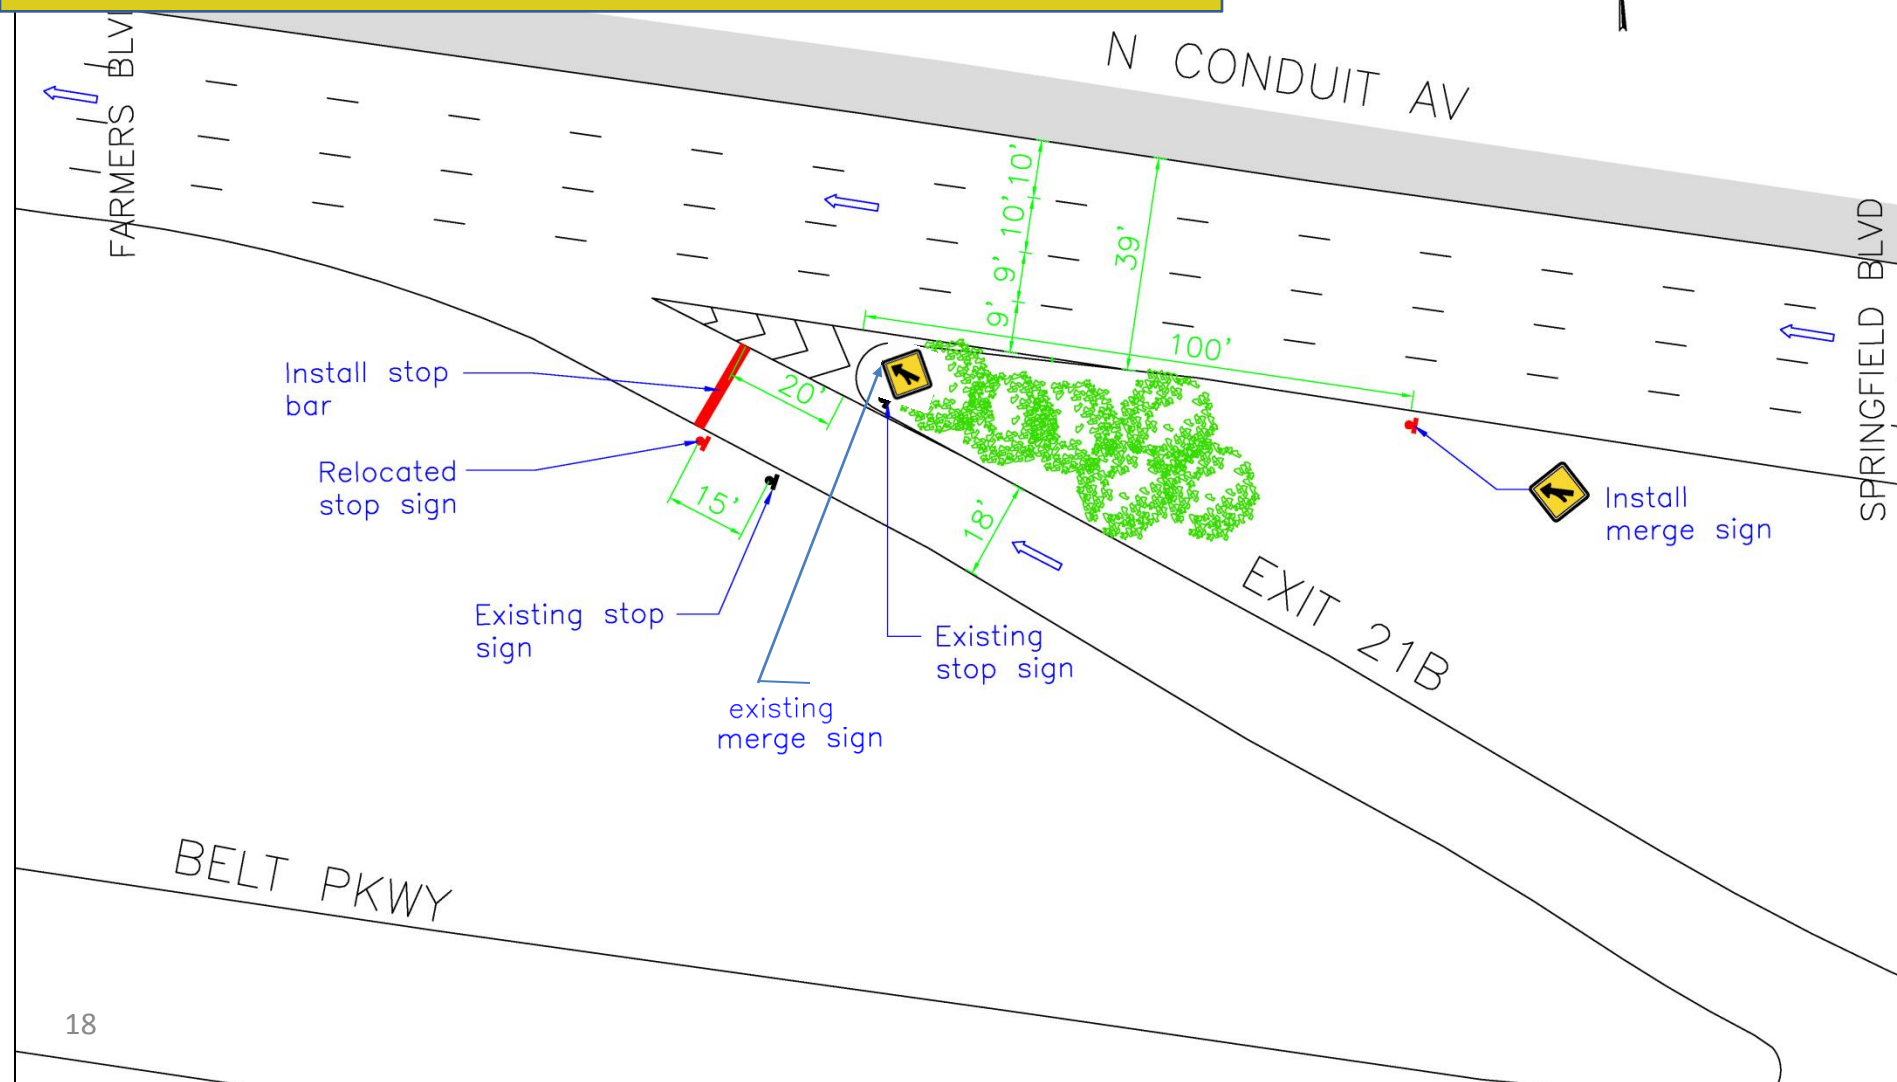 N CONDUIT AV
FARMERS BLVD
SPRINGFIELD BLVD
10'
10'
9'
9'
39'
100'
Install stop
bar
20'
Relocated
stop sign
15'
18'
Install
merge sign
EXIT 21B
Existing stop
sign
Existing
stop sign
existing
merge sign
BELT PKWY
18